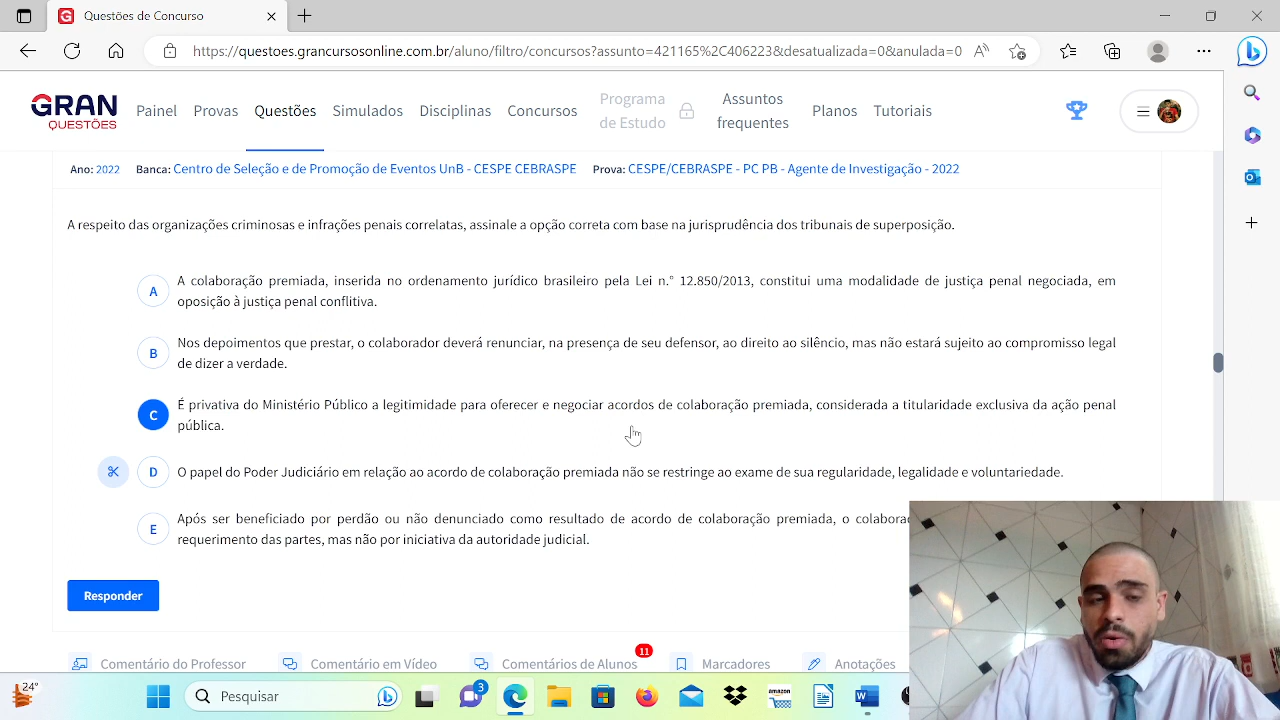 Questões de Concurso
https://questoes.grancursosonline.com.br/aluno/filtro/concursos?assunto=421165%2C406223&desatualizada=0&anulada=0
GRAN
QUESTÕES
Painel
Provas
Questões
Simulados
Disciplinas
Concursos
Programa
de Estudo
Assuntos
frequentes
Planos
Tutoriais
Ano: 2022 Banca: Centro de Seleção e de Promoção de Eventos UnB - CESPE CEBRASPE Prova: CESPE/CEBRASPE - PC PB - Agente de Investigação - 2022
A respeito das organizações criminosas e infrações penais correlatas, assinale a opção correta com base na jurisprudência dos tribunais de superposição.
A
A colaboração premiada, inserida no ordenamento jurídico brasileiro pela Lei n.° 12.850/2013, constitui uma modalidade de justiça penal negociada, em
oposição à justiça penal conflitiva.
B
Nos depoimentos que prestar, o colaborador deverá renunciar, na presença de seu defensor, ao direito ao silêncio, mas não estará sujeito ao compromisso legal
de dizer a verdade.
C
É privativa do Ministério Público a legitimidade para oferecer e negociar acordos de colaboração premiada, considerada a titularidade exclusiva da ação penal
pública.
D
O papel do Poder Judiciário em relação ao acordo de colaboração premiada não se restringe ao exame de sua regularidade, legalidade e voluntariedade.
E
Após ser beneficiado por perdão ou não denunciado como resultado de acordo de colaboração premiada, o
requerimento das partes, mas não por iniciativa da autoridade judicial.
Responder
Comentário do Professor
Comentário em Vídeo
Comentários de Alunos
11
Marcadores
Anotações
24°
Pesquisar
3
amazon